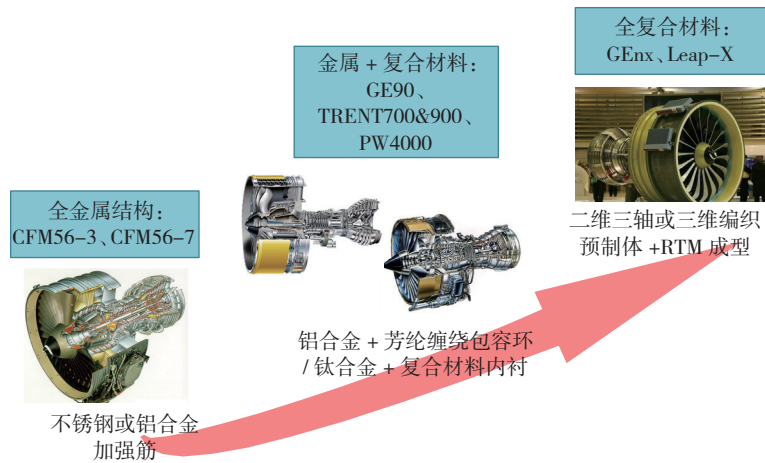 全复合材料：
GEnx、Leap-X
金属 + 复合材料：
GE90、
TRENT700&900、
PW4000
全金属结构：
CFM56-3、CFM56-7
二维三轴或三维编织
预制体 +RTM 成型
铝合金 + 芳纶缠绕包容环
/ 钛合金 + 复合材料内衬
不锈钢或铝合金
加强筋